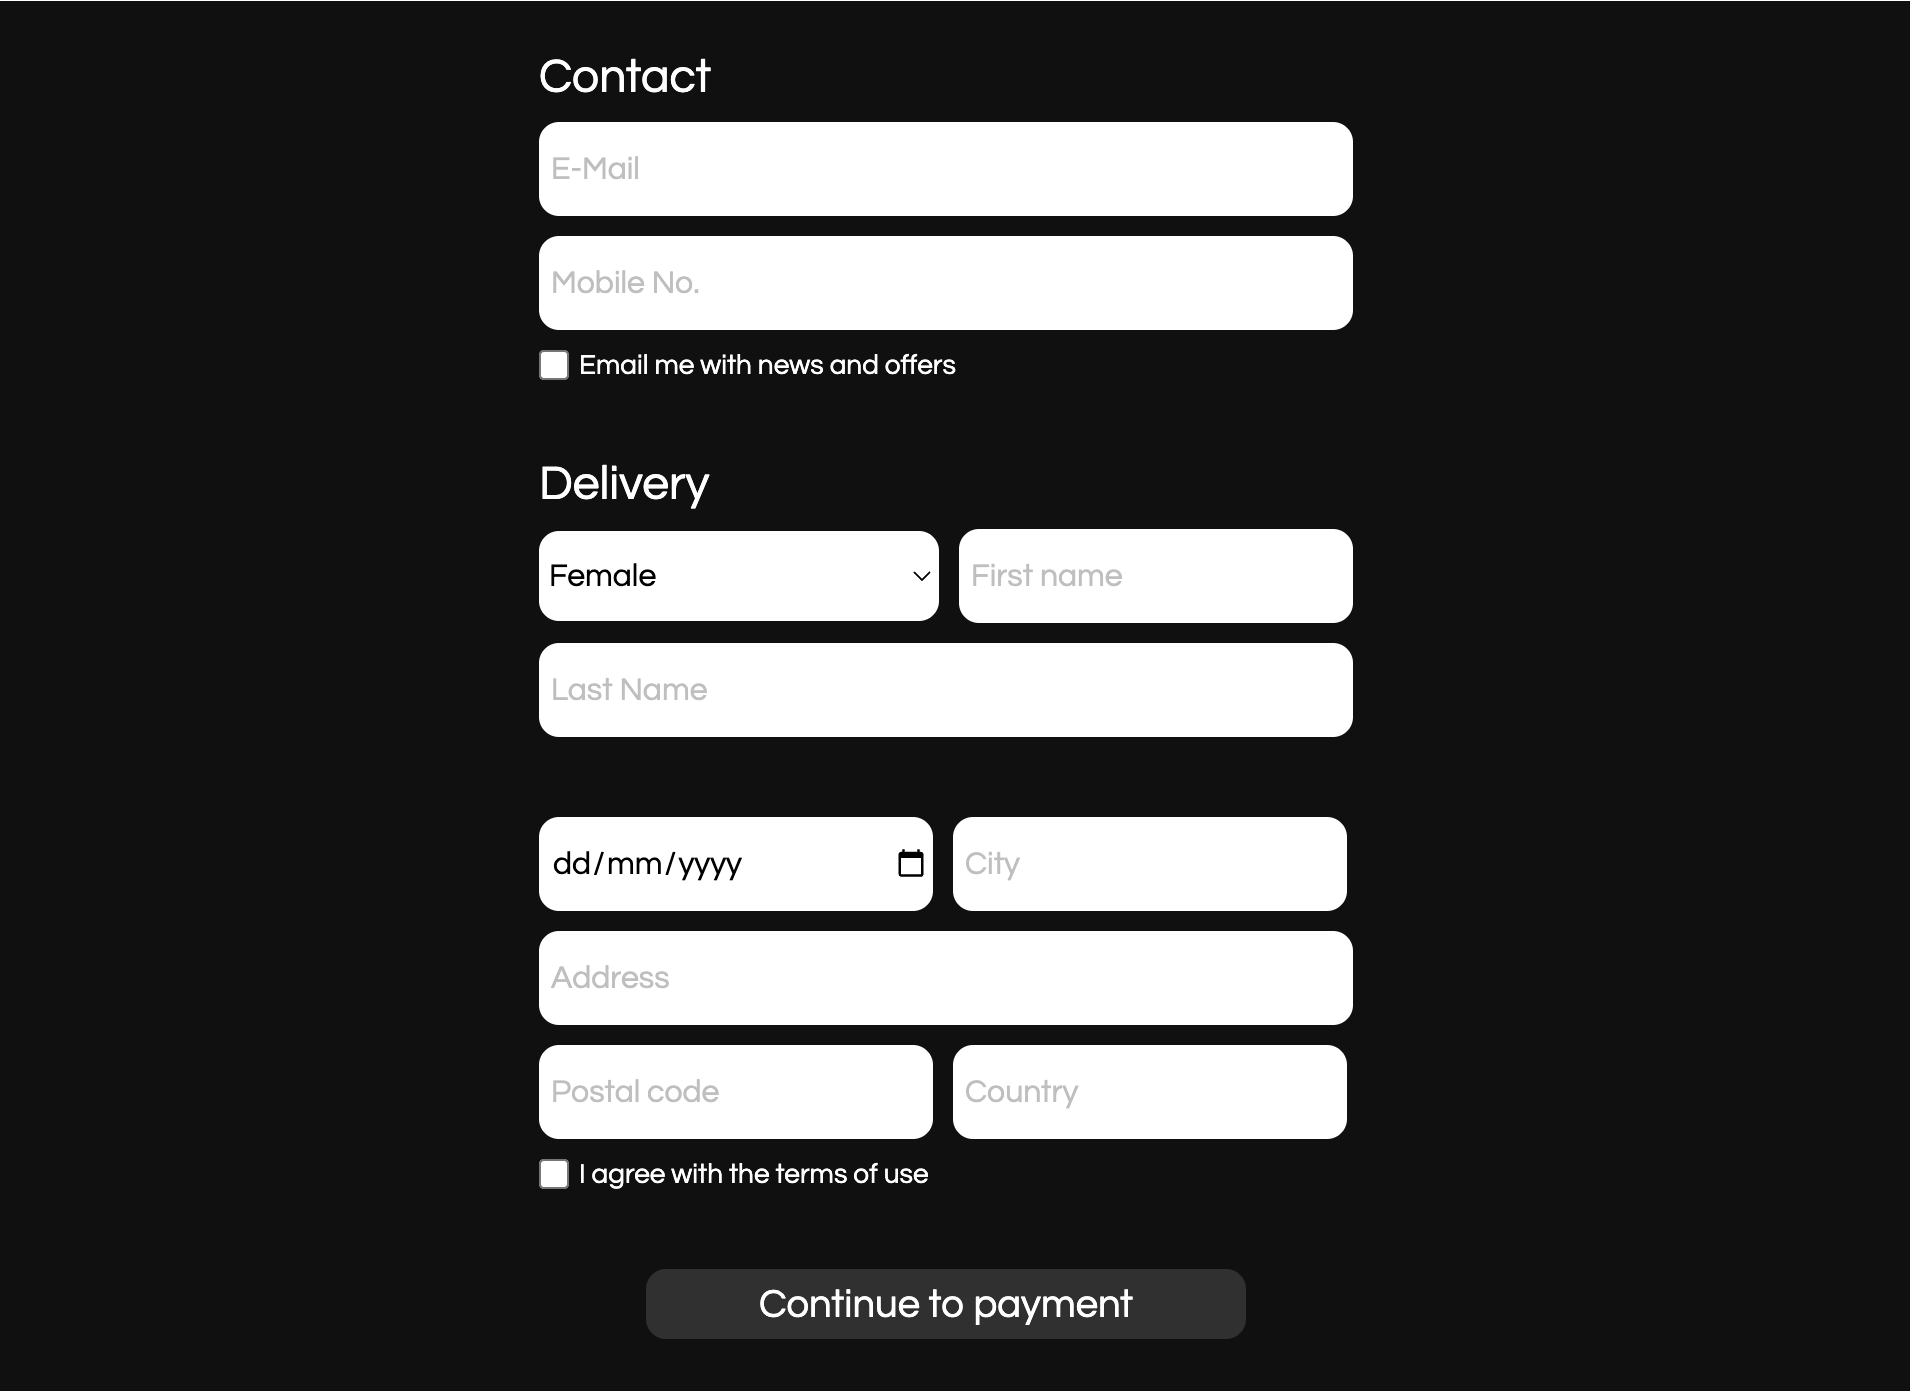 Contact
E-Mail
Mobile No.
Email me with news and offers
Delivery
Female
First name
Last Name
dd/mm/yyyy
City
Address
Postal code
Country
I agree with the terms of use
Continue to payment